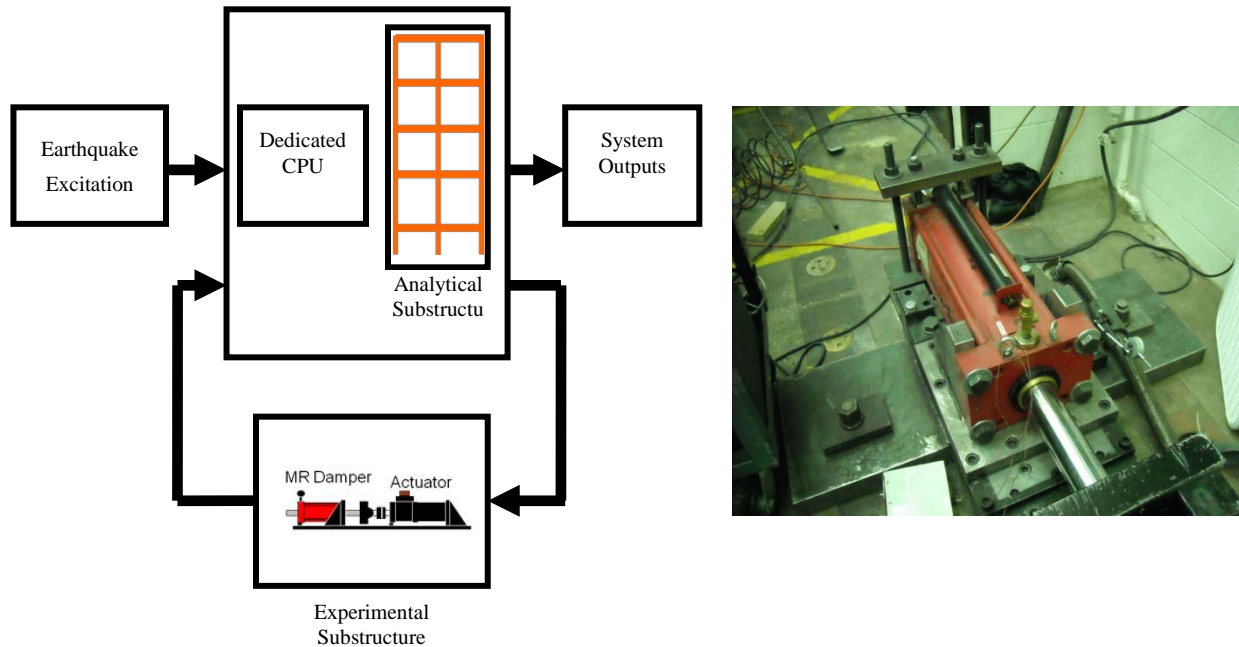 Earthquake
Excitation
Dedicated
CPU
System
Outputs
Analytical
Substructu
MR Damper
Actuator
Experimental
Substructure